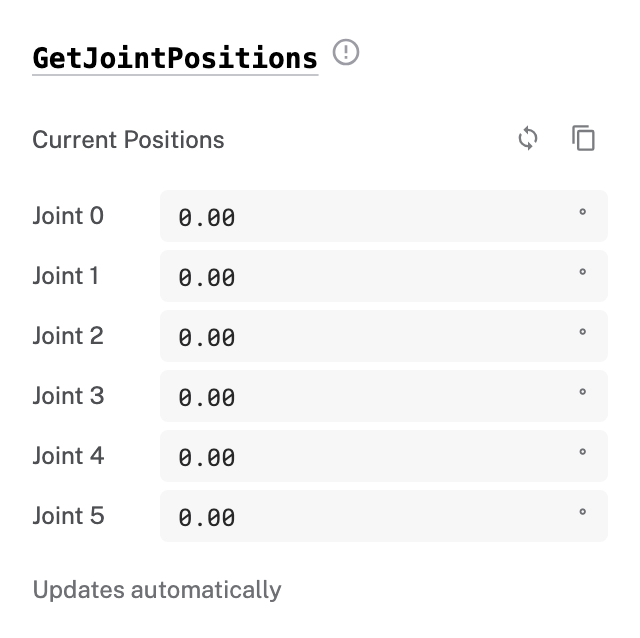 GetJointPositions
Current Positions
Joint 0 0.00 °
Joint 1 0.00 °
Joint 2 0.00 °
Joint 3 0.00 °
Joint 4 0.00 °
Joint 5 0.00 °
Updates automatically